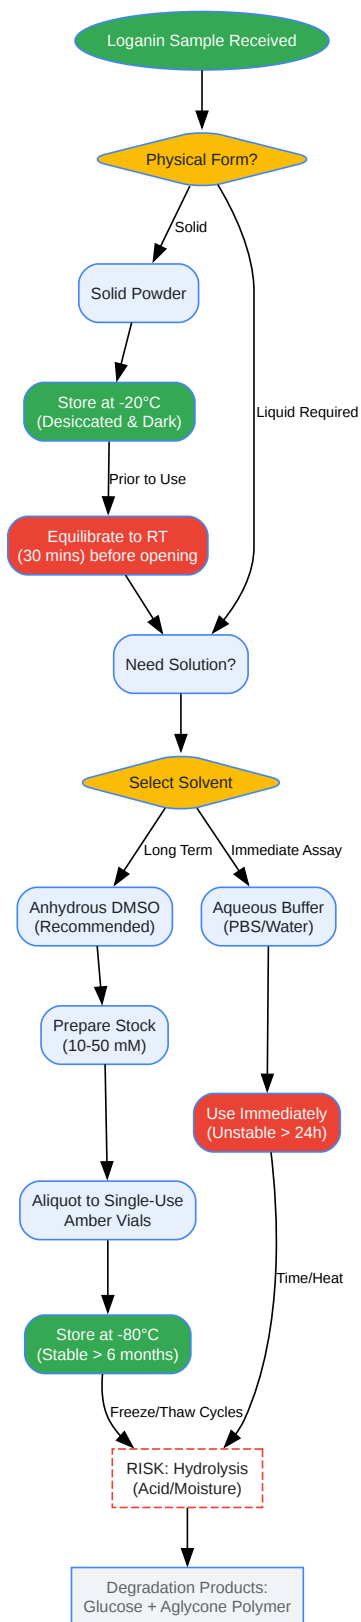 Loganin Sample Received
Physical Form?
Solid
Solid Powder
Store at -20°C
(Desiccated & Dark)
Liquid Required
Prior to Use
Equilibrate to RT
(30 mins) before opening
Need Solution?
Select Solvent
Long Term
Immediate Assay
Anhydrous DMSO
(Recommended)
Aqueous Buffer
(PBS/Water)
Prepare Stock
(10-50 mM)
Use Immediately
(Unstable > 24h)
Aliquot to Single-Use
Amber Vials
Time/Heat
Store at -80°C
(Stable > 6 months)
Freeze/Thaw Cycles
RISK: Hydrolysis
(Acid/Moisture)
Degradation Products:
Glucose + Aglycone Polymer